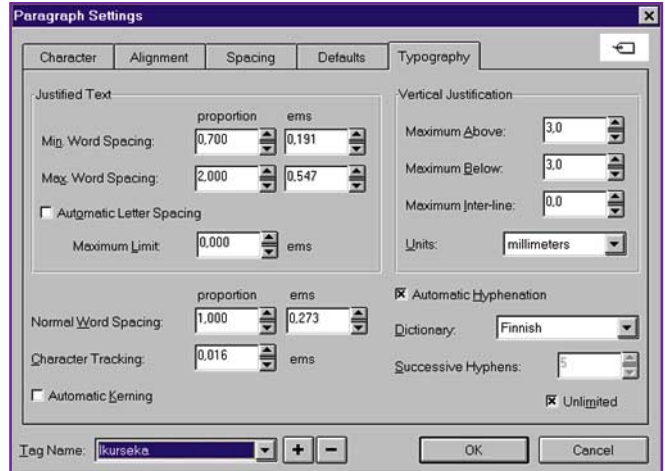 Paragraph Settings
Character Alignment Spacing Defaults Typography
Justified Text
proportion ems
Min. Word Spacing: 0,700 0,191
Max. Word Spacing: 2,000 0,547
Automatic Letter Spacing
Maximum Limit: 0,000 ems
Vertical Justification
Maximum Above: 3,0
Maximum Below: 3,0
Maximum Inter-line: 0,0
Units: millimeters
proportion ems
Normal Word Spacing: 1,000 0,273
Character Tracking: 0,016 ems
Automatic Kerning
Automatic Hyphenation
Dictionary: Finnish
Successive Hyphens: 5
Unlimited
Tag Name: Ikurseka + − OK Cancel